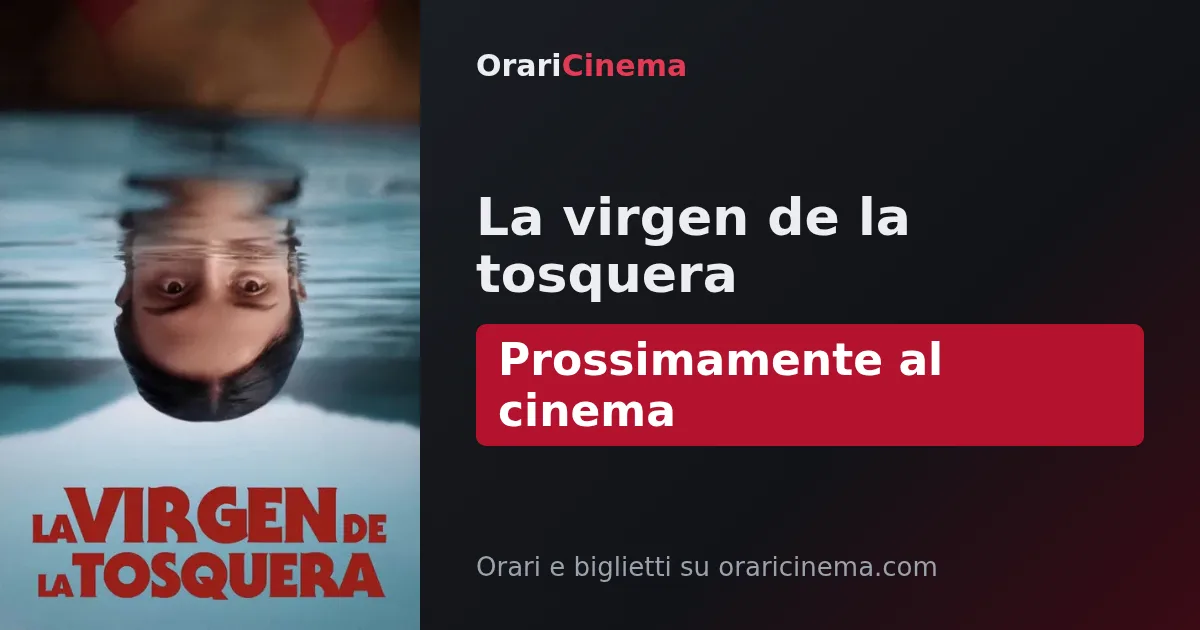 LA VIRGEN DE
LA TOSQUERA
OrariCinema
La virgen de la
tosquera
Prossimamente al
cinema
Orari e biglietti su oraricinema.com